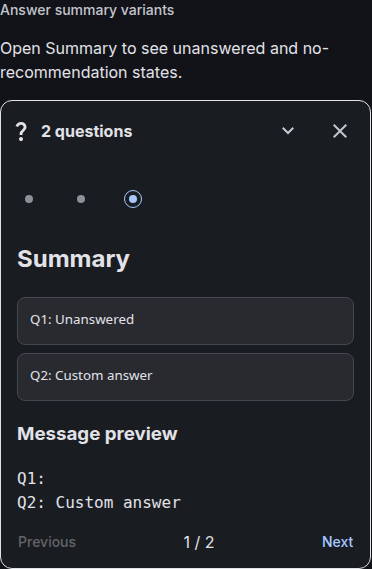 Answer summary variants
Open Summary to see unanswered and no-
recommendation states.
? 2 questions
Summary
Q1: Unanswered
Q2: Custom answer
Message preview
Q1:
Q2: Custom answer
Previous 1 / 2 Next